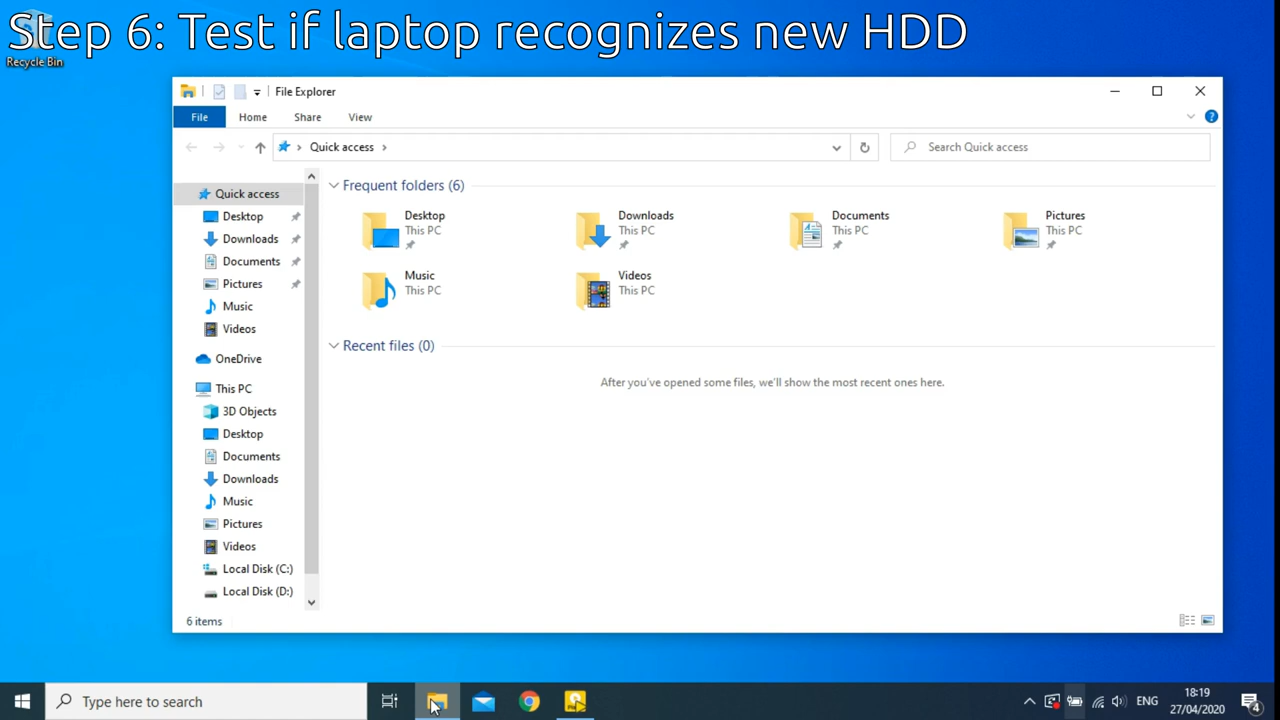 Step 6: Test if laptop recognizes new HDD
Recycle Bin
File Explorer
File
Home
Share
View
Quick access
Search Quick access
Quick access
Desktop
Downloads
Documents
Pictures
Music
Videos
OneDrive
This PC
3D Objects
Desktop
Documents
Downloads
Music
Pictures
Videos
Local Disk (C:)
Local Disk (D:)
Frequent folders (6)
Desktop
This PC
Downloads
This PC
Documents
This PC
Pictures
This PC
Music
This PC
Videos
This PC
Recent files (0)
After you've opened some files, we'll show the most recent ones here.
6 items
Type here to search
ENG
18:19
27/04/2020
4